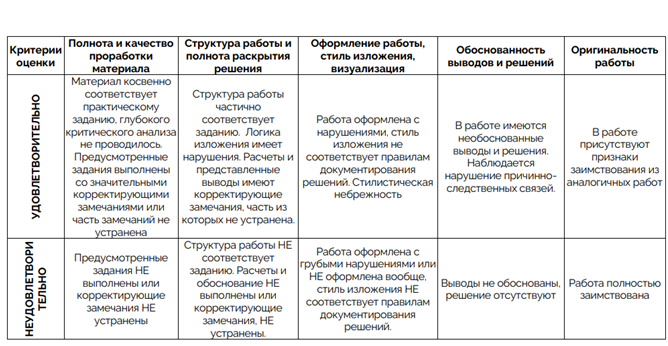 Критерии
оценки
Полнота и качество
проработки
материала
Структура работы и
полнота раскрытия
решения
Оформление работы,
стиль изложения,
визуализация
Обоснованность
выводов и решений
Оригинальность
работы
УДОВЛЕТВОРИТЕЛЬНО
Материал косвенно
соответствует
практическому
заданию, глубокого
критического анализа
не проводилось.
Предусмотренные
задания выполнены
со значительными
корректирующими
замечаниями или
часть замечаний не
устранена
Структура работы
частично
соответствует
заданию. Логика
изложения имеет
нарушения. Расчеты и
представленные
выводы имеют
корректирующие
замечания, часть из
которых не устранена.
Работа оформлена с
нарушениями, стиль
изложения не
соответствует правилам
документирования
решений. Стилистическая
небрежность
В работе имеются
необоснованные
выводы и решения.
Наблюдается
нарушение причинно-
следственных связей.
В работе
присутствуют
признаки
заимствования из
аналогичных работ
НЕУДОВЛЕТВОРИ
ТЕЛЬНО
Предусмотренные
задания НЕ
выполнены или
корректирующие
замечания НЕ
устранены
Структура работы НЕ
соответствует
заданию. Расчеты и
обоснование НЕ
выполнены или
корректирующие
замечания, НЕ
устранены.
Работа оформлена с
грубыми нарушениями или
НЕ оформлена вообще,
стиль изложения НЕ
соответствует правилам
документирования
решений.
Выводы не обоснованы,
решение отсутствуют
Работа полностью
заимствована